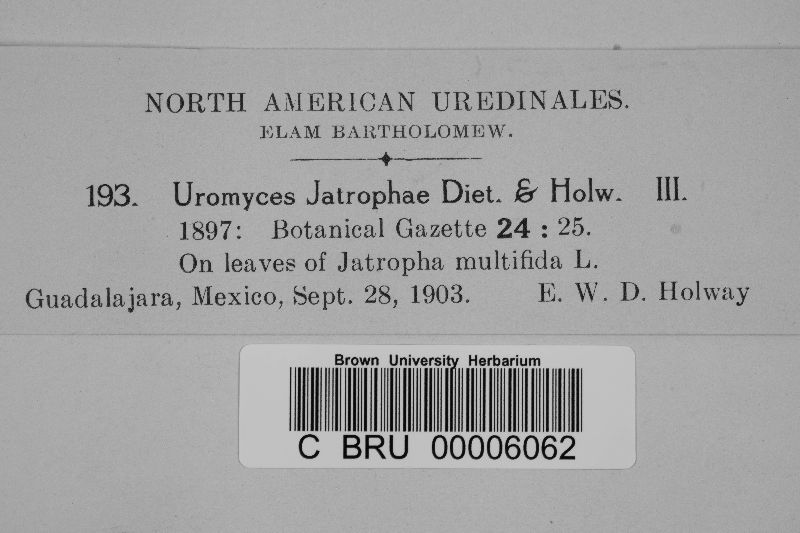 NORTH AMERICAN UREDINALES.
ELAM BARTHOLOMEW.
193. Uromyces Jatrophae Diet. & Holw. III.
1897: Botanical Gazette 24 : 25.
On leaves of Jatropha multifida L.
Guadalajara, Mexico, Sept. 28, 1903. E. W. D. Holway
Brown University Herbarium
C BRU 00006062